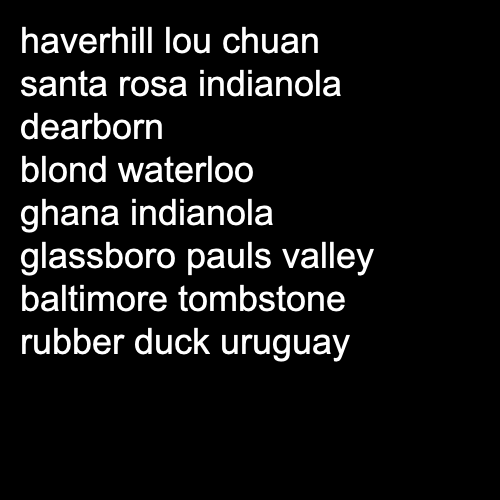 haverhill lou chuan
santa rosa indianola
dearborn
blond waterloo
ghana indianola
glassboro pauls valley
baltimore tombstone
rubber duck uruguay